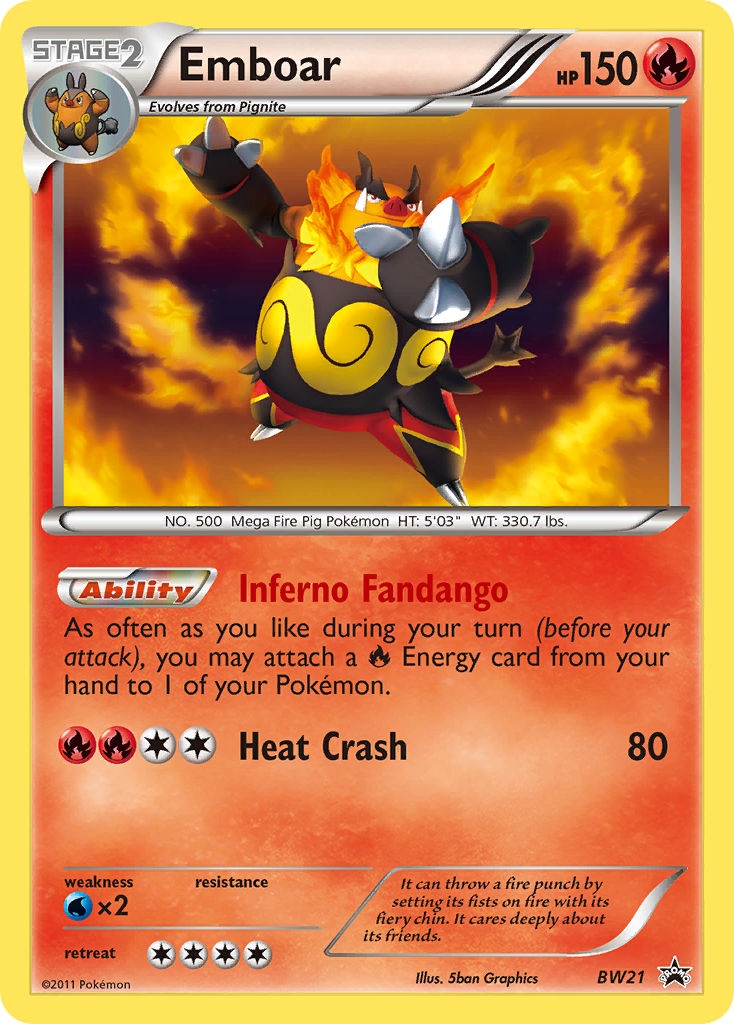 STAGE2
Emboar
HP150
Evolves from Pignite
NO. 500 Mega Fire Pig Pokémon HT: 5'03" WT: 330.7 lbs.
Ability Inferno Fandango
As often as you like during your turn (before your
attack), you may attach a Energy card from your
hand to 1 of your Pokémon.
Heat Crash 80
weakness resistance
×2
retreat
It can throw a fire punch by
setting its fists on fire with its
fiery chin. It cares deeply about
its friends.
©2011 Pokémon
Illus. 5ban Graphics
BW21
PROMO